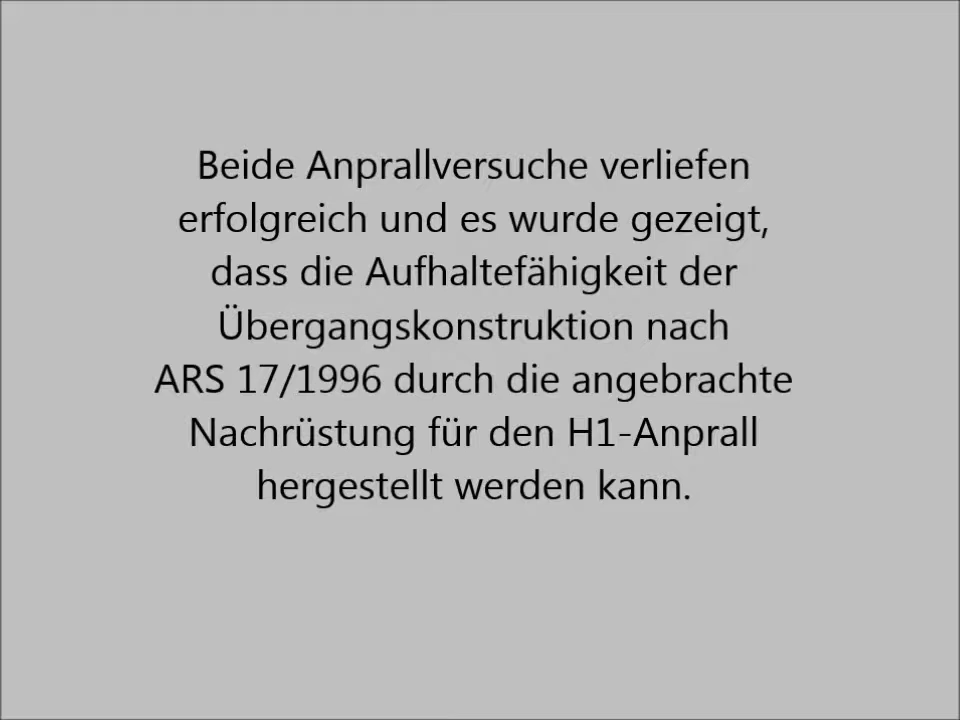 Beide Anprallversuche verliefen
erfolgreich und es wurde gezeigt,
dass die Aufhaltefähigkeit der
Übergangskonstruktion nach
ARS 17/1996 durch die angebrachte
Nachrüstung für den H1-Anprall
hergestellt werden kann.